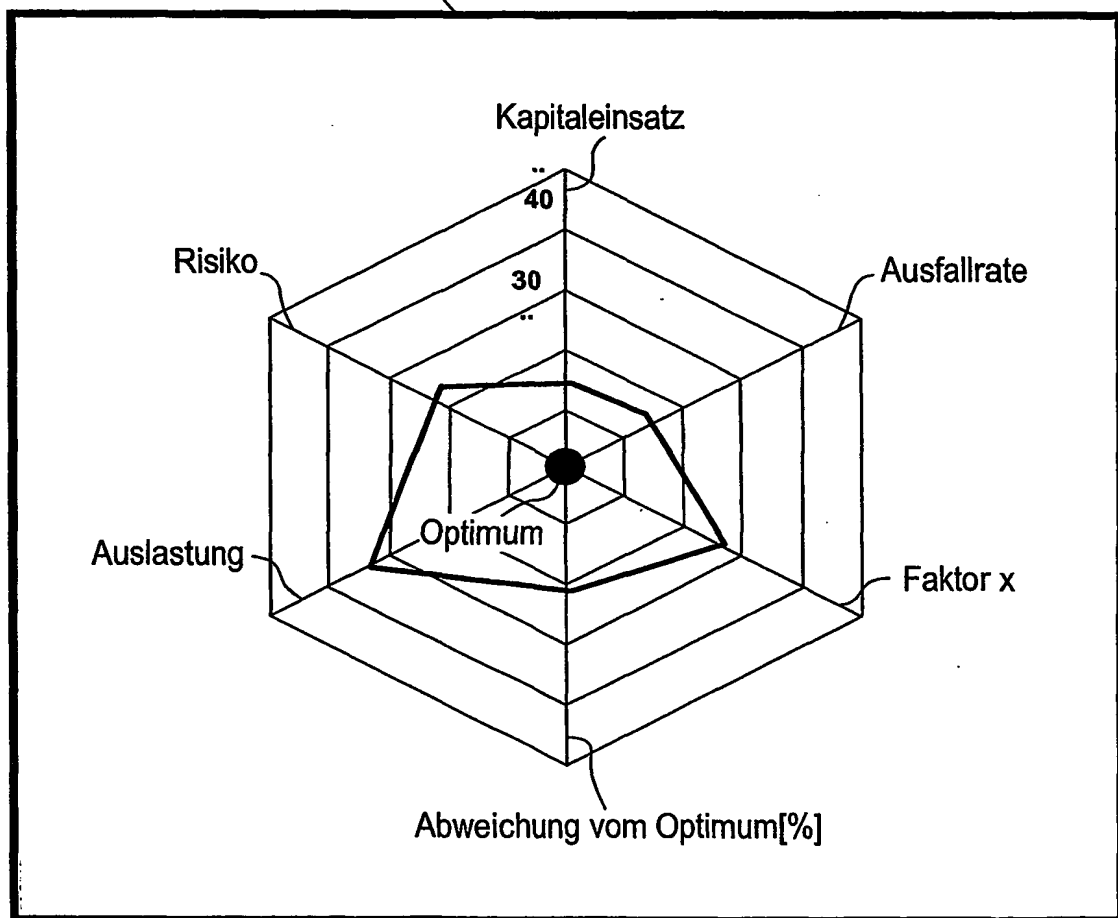 Kapitaleinsatz
..
40
Risiko
30
Ausfallrate
..
Optimum
Auslastung
Faktor x
Abweichung vom Optimum[%]